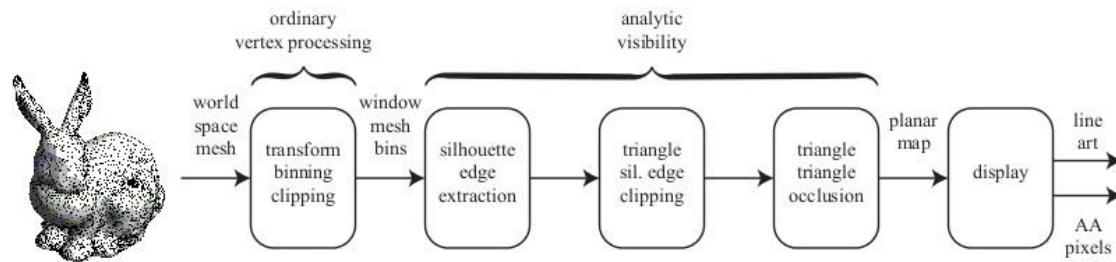 ordinary
vertex processing
analytic
visibility
world
space
mesh
transform
binning
clipping
window
mesh
bins
silhouette
edge
extraction
triangle
sil. edge
clipping
triangle
triangle
occlusion
planar
map
display
line
art
AA
pixels